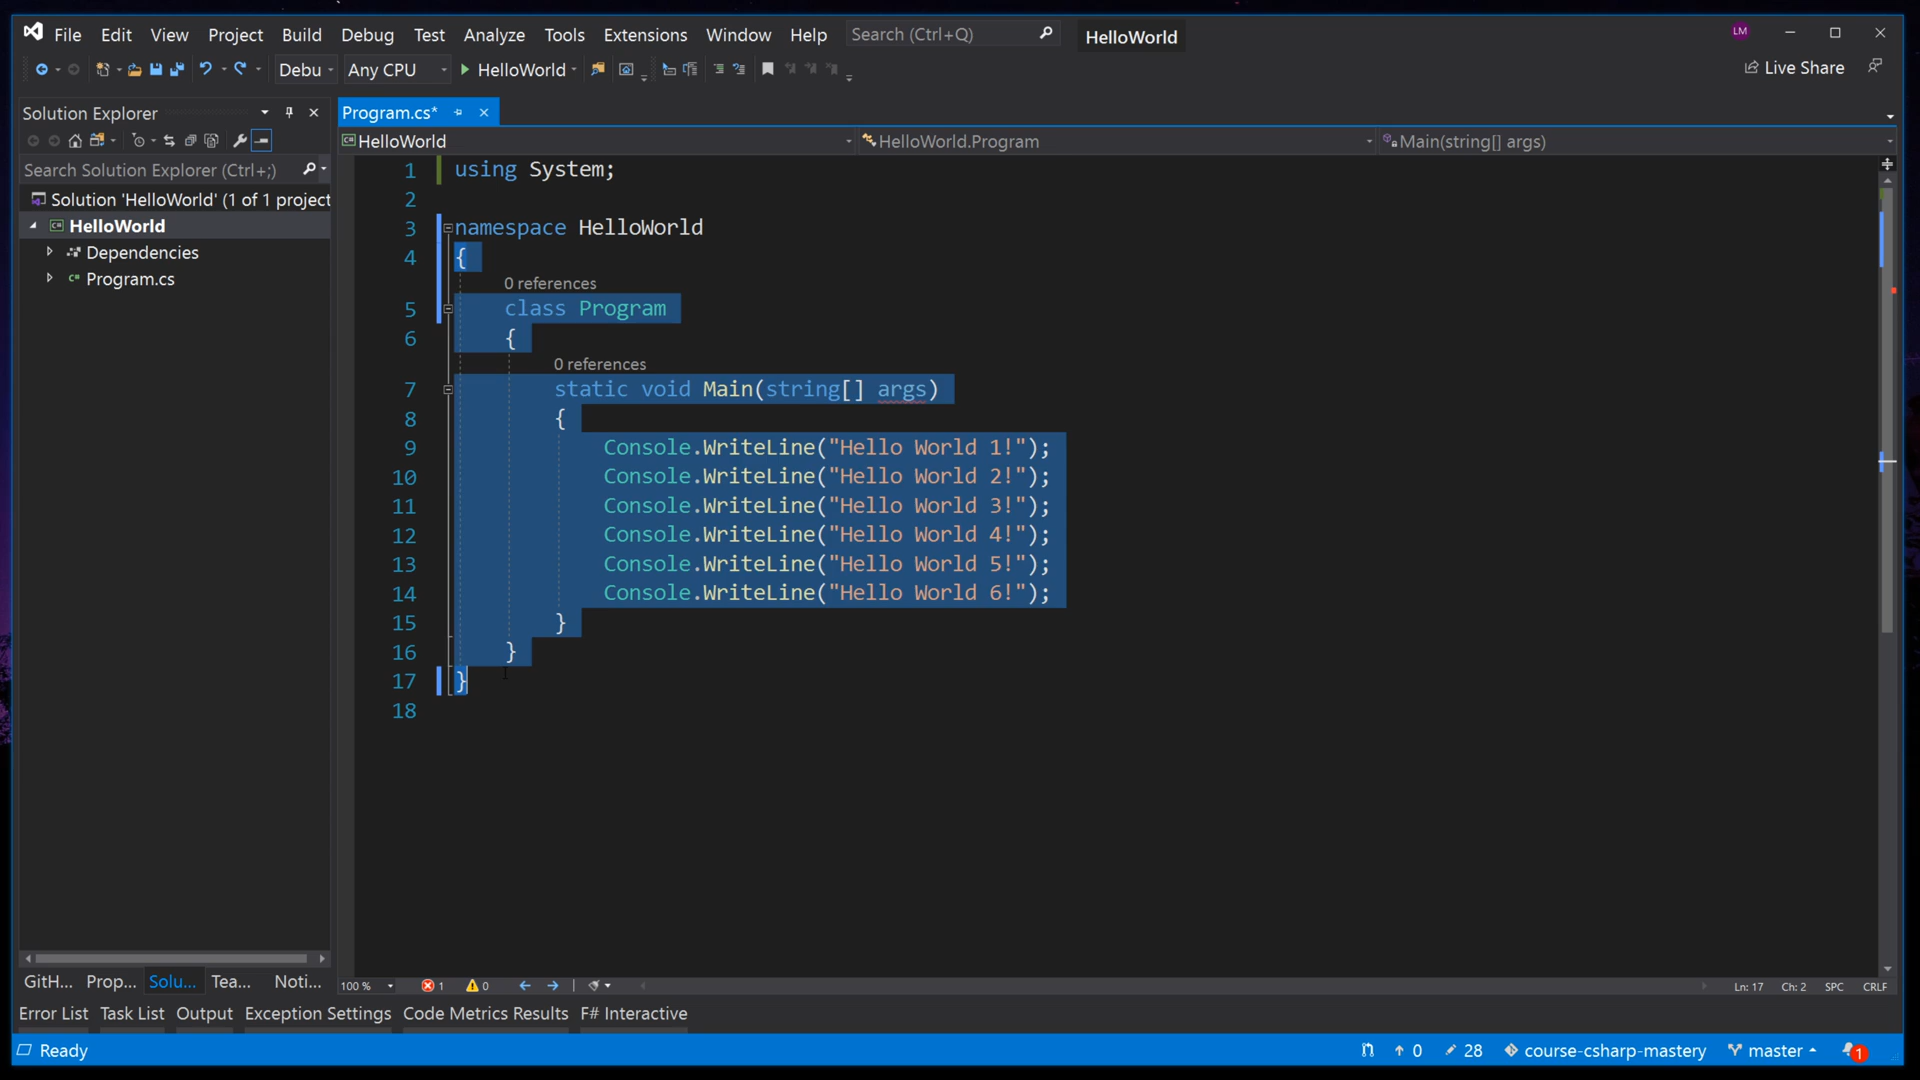 File Edit View Project Build Debug Test Analyze Tools Extensions Window Help Search (Ctrl+Q) HelloWorld LM
Debu Any CPU HelloWorld Live Share
Solution Explorer
Program.cs*
HelloWorld HelloWorld.Program Main(string[] args)
Search Solution Explorer (Ctrl+;)
Solution 'HelloWorld' (1 of 1 project
HelloWorld
Dependencies
Program.cs
1 using System;
2
3 namespace HelloWorld
4 {
0 references
5 class Program
6 {
0 references
7 static void Main(string[] args)
8 {
9 Console.WriteLine("Hello World 1!");
10 Console.WriteLine("Hello World 2!");
11 Console.WriteLine("Hello World 3!");
12 Console.WriteLine("Hello World 4!");
13 Console.WriteLine("Hello World 5!");
14 Console.WriteLine("Hello World 6!");
15 }
16 }
17 }
18
GitH... Prop... Solu... Tea... Noti...
100 % 1 0 Ln: 17 Ch: 2 SPC CRLF
Error List Task List Output Exception Settings Code Metrics Results F# Interactive
Ready 0 28 course-csharp-mastery master 1